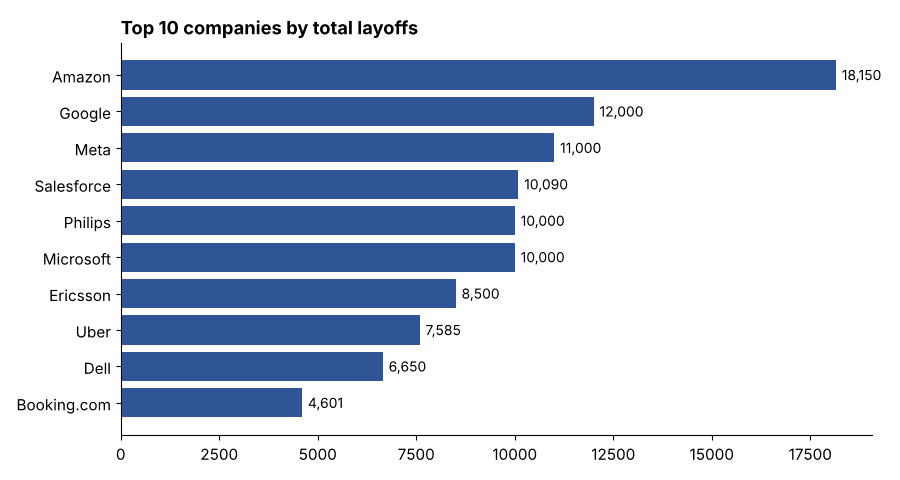 Top 10 companies by total layoffs
Amazon 18,150
Google 12,000
Meta 11,000
Salesforce 10,090
Philips 10,000
Microsoft 10,000
Ericsson 8,500
Uber 7,585
Dell 6,650
Booking.com 4,601
0 2500 5000 7500 10000 12500 15000 17500